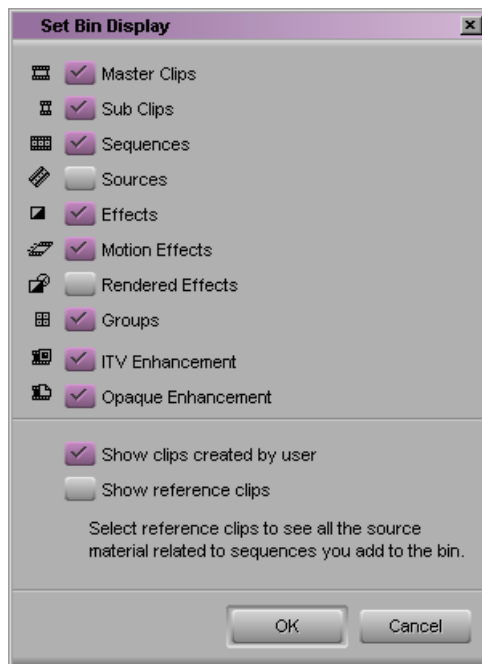 Set Bin Display
Master Clips
Sub Clips
Sequences
Sources
Effects
Motion Effects
Rendered Effects
Groups
ITV Enhancement
Opaque Enhancement
Show clips created by user
Show reference clips
Select reference clips to see all the source
material related to sequences you add to the bin.
OK Cancel